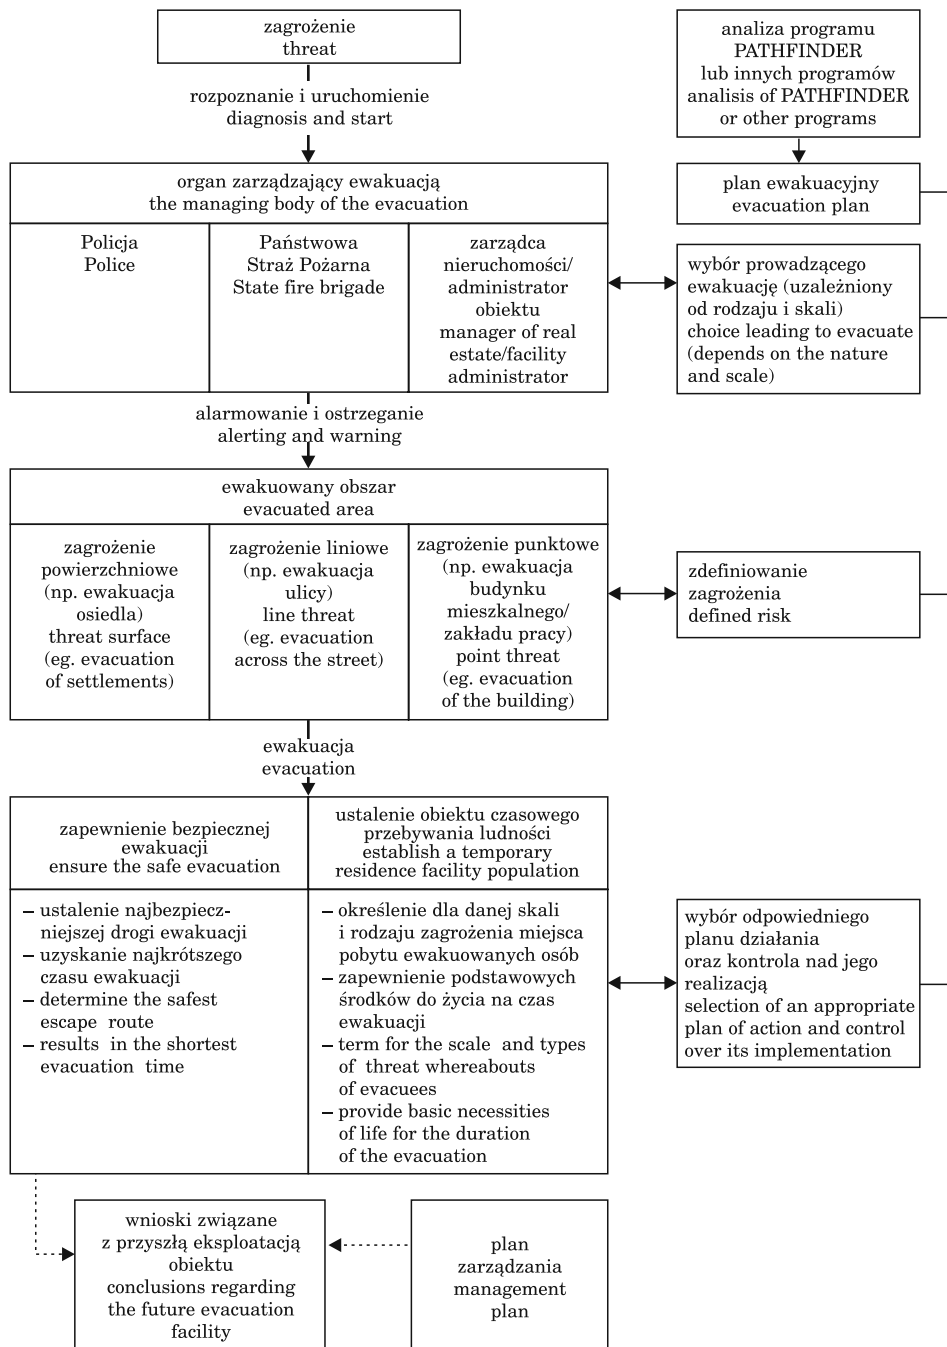 zagrożenie
threat
rozpoznanie i uruchomienie
diagnosis and start
organ zarządzający ewakuacją
the managing body of the evacuation
Policja
Police
Państwowa
Straż Pożarna
State fire brigade
zarządca
nieruchomości/
administrator
obiektu
manager of real
estate/facility
administrator
analiza programu
PATHFINDER
lub innych programów
analisis of PATHFINDER
or other programs
plan ewakuacyjny
evacuation plan
wybór prowadzącego
ewakuację (uzależniony
od rodzaju i skali)
choice leading to evacuate
(depends on the nature
and scale)
alarmowanie i ostrzeganie
alerting and warning
ewakuowany obszar
evacuated area
zagrożenie
powierzchniowe
(np. ewakuacja
osiedla)
threat surface
(eg. evacuation
of settlements)
zagrożenie liniowe
(np. ewakuacja
ulicy)
line threat
(eg. evacuation
across the street)
zagrożenie punktowe
(np. ewakuacja
budynku
mieszkalnego/
zakładu pracy)
point threat
(eg. evacuation
of the building)
zdefiniowanie
zagrożenia
defined risk
ewakuacja
evacuation
zapewnienie bezpiecznej
ewakuacji
ensure the safe evacuation
ustalenie obiektu czasowego
przebywania ludności
establish a temporary
residence facility population
– ustalenie najbezpiecz-
niejszej drogi ewakuacji
– uzyskanie najkrótszego
czasu ewakuacji
– determine the safest
escape route
– results in the shortest
evacuation time
– określenie dla danej skali
i rodzaju zagrożenia miejsca
pobytu ewakuowanych osób
– zapewnienie podstawowych
środków do życia na czas
ewakuacji
– term for the scale and types
of threat whereabouts
of evacuees
– provide basic necessities
of life for the duration
of the evacuation
wybór odpowiedniego
planu działania
oraz kontrola nad jego
realizacją
selection of an appropriate
plan of action and control
over its implementation
wnioski związane
z przyszłą eksploatacją
obiektu
conclusions regarding
the future evacuation
facility
plan
zarządzania
management
plan